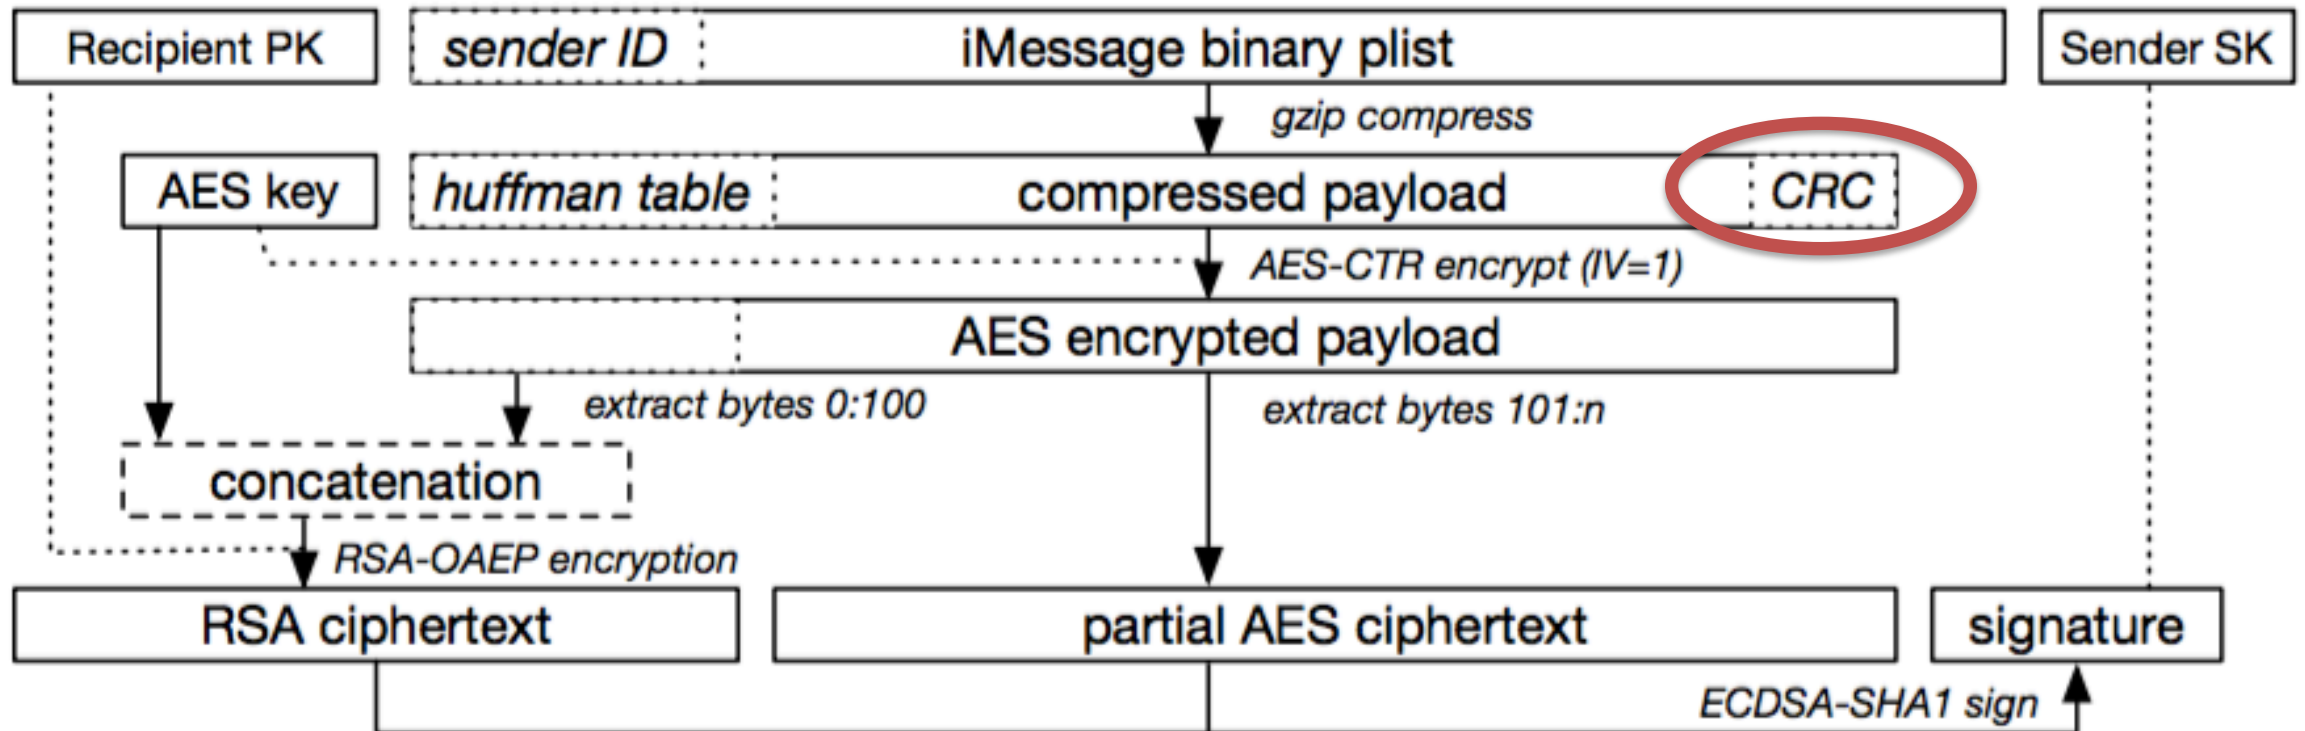 Recipient PK
sender ID
iMessage binary plist
Sender SK
gzip compress
AES key
huffman table
compressed payload
CRC
AES-CTR encrypt (IV=1)
AES encrypted payload
extract bytes 0:100
extract bytes 101:n
concatenation
RSA-OAEP encryption
RSA ciphertext
partial AES ciphertext
signature
ECDSA-SHA1 sign